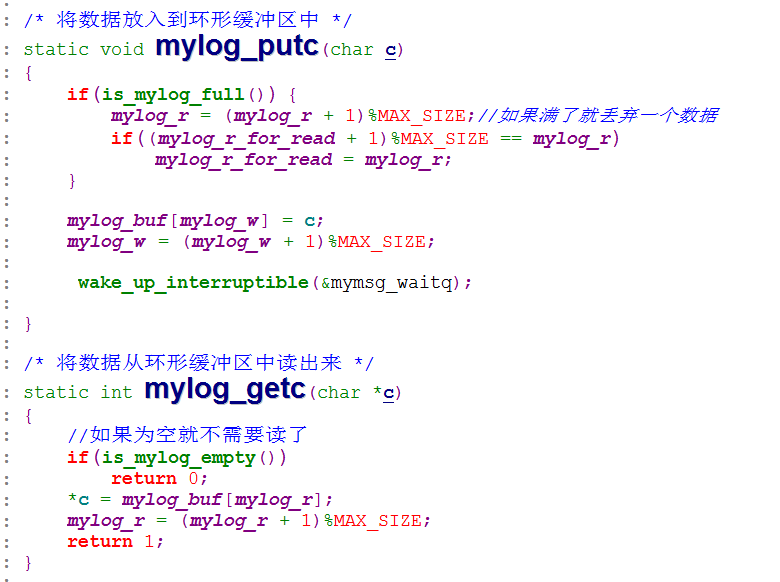 /* 将数据放入到环形缓冲区中 */
static void mylog_putc(char c)
{
if(is_mylog_full()) {
mylog_r = (mylog_r + 1)%MAX_SIZE;//如果满了就丢弃一个数据
if((mylog_r_for_read + 1)%MAX_SIZE == mylog_r)
mylog_r_for_read = mylog_r;
}
mylog_buf[mylog_w] = c;
mylog_w = (mylog_w + 1)%MAX_SIZE;
wake_up_interruptible(&mymsg_waitq);
}
/* 将数据从环形缓冲区中读出来 */
static int mylog_getc(char *c)
{
//如果为空就不需要读了
if(is_mylog_empty())
return 0;
*c = mylog_buf[mylog_r];
mylog_r = (mylog_r + 1)%MAX_SIZE;
return 1;
}